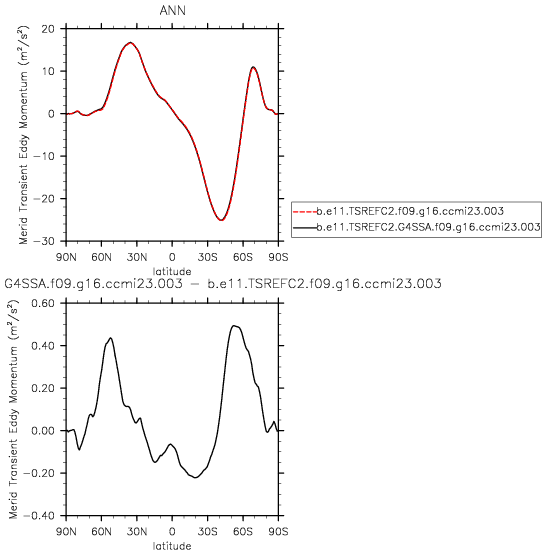 ANN
Merid Transient Eddy Momentum (m²/s²)
20
10
0
−10
−20
−30
90N 60N 30N 0 30S 60S 90S
latitude
b.e11.TSREFC2.f09.g16.ccmi23.003
b.e11.TSREFC2.G4SSA.f09.g16.ccmi23.003
G4SSA.f09.g16.ccmi23.003 − b.e11.TSREFC2.f09.g16.ccmi23.003
Merid Transient Eddy Momentum (m²/s²)
0.60
0.40
0.20
0.00
−0.20
−0.40
90N 60N 30N 0 30S 60S 90S
latitude